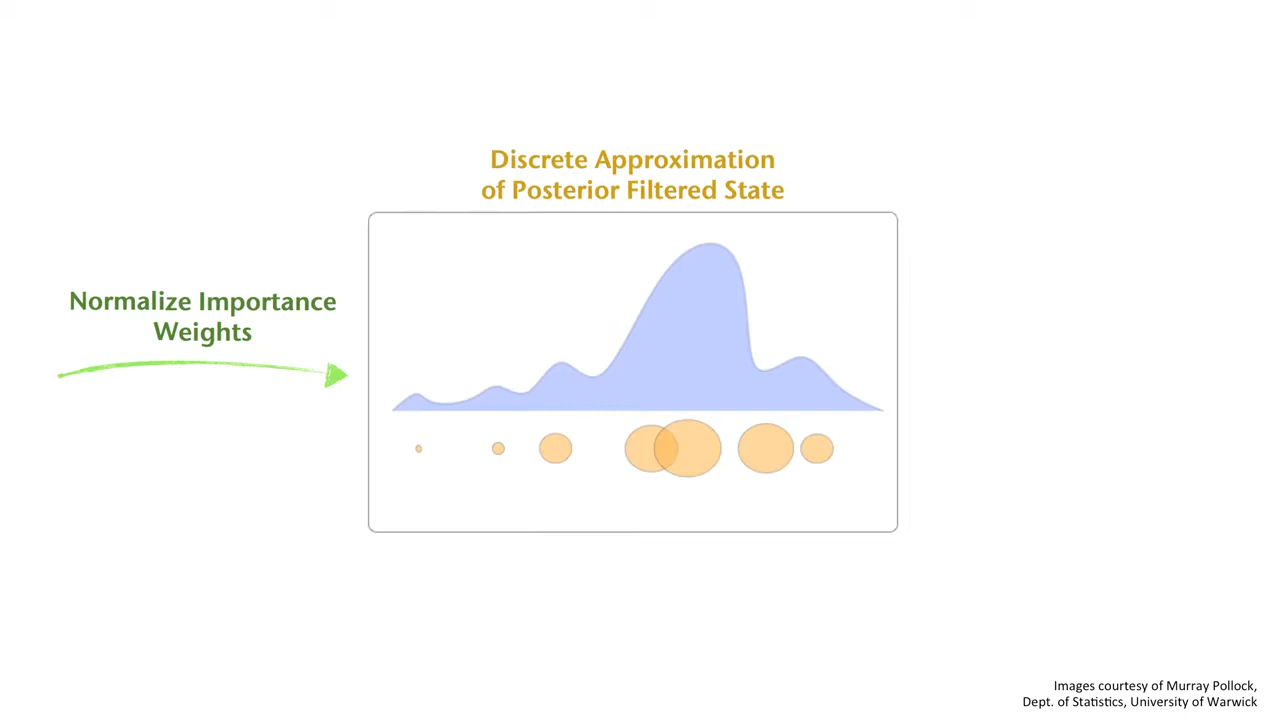 Discrete Approximation
of Posterior Filtered State
Normalize Importance
Weights
Images courtesy of Murray Pollock,
Dept. of Statistics, University of Warwick